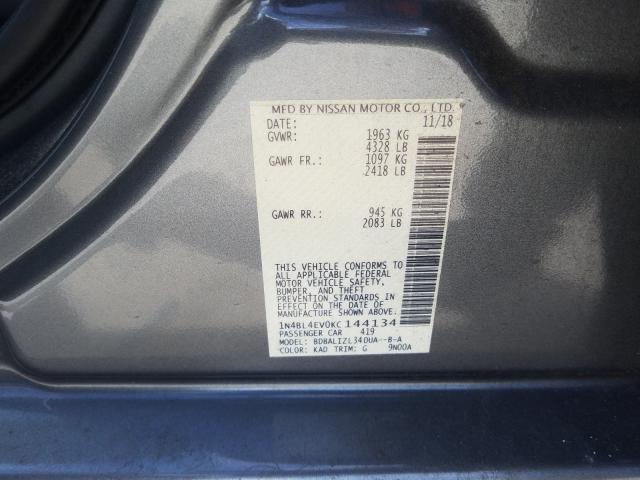 MFD BY NISSAN MOTOR CO., LTD.
DATE: 11/18
GVWR: 1963 KG
4328 LB
GAWR FR.: 1097 KG
2418 LB
GAWR RR.: 945 KG
2083 LB
THIS VEHICLE CONFORMS TO
ALL APPLICABLE FEDERAL
MOTOR VEHICLE SAFETY,
BUMPER, AND THEFT
PREVENTION STANDARDS IN
EFFECT ON THE DATE OF
MANUFACTURE SHOWN ABOVE.
1N4BL4EV0KC144134
PASSENGER CAR 419
MODEL: BDBALIZL34DUA--B-A
COLOR: KAD TRIM: G 9N00A